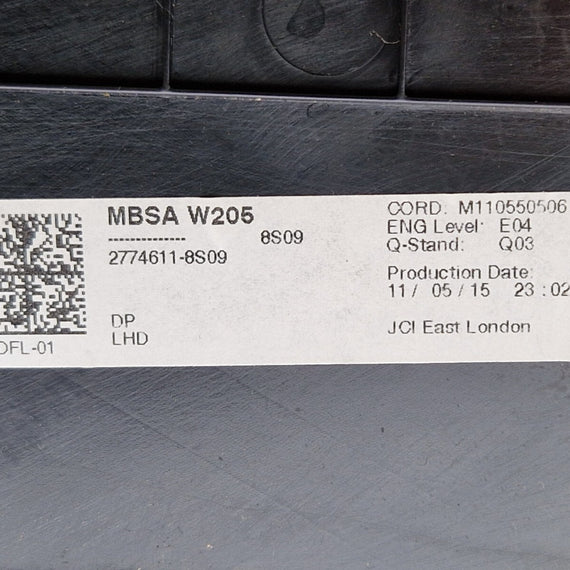 MBSA W205
--------------
8S09
2774611-8S09
DP
LHD
DFL-01
CORD: M110550506
ENG Level: E04
Q-Stand: Q03
Production Date:
11/ 05/15 23:02
JCI East London